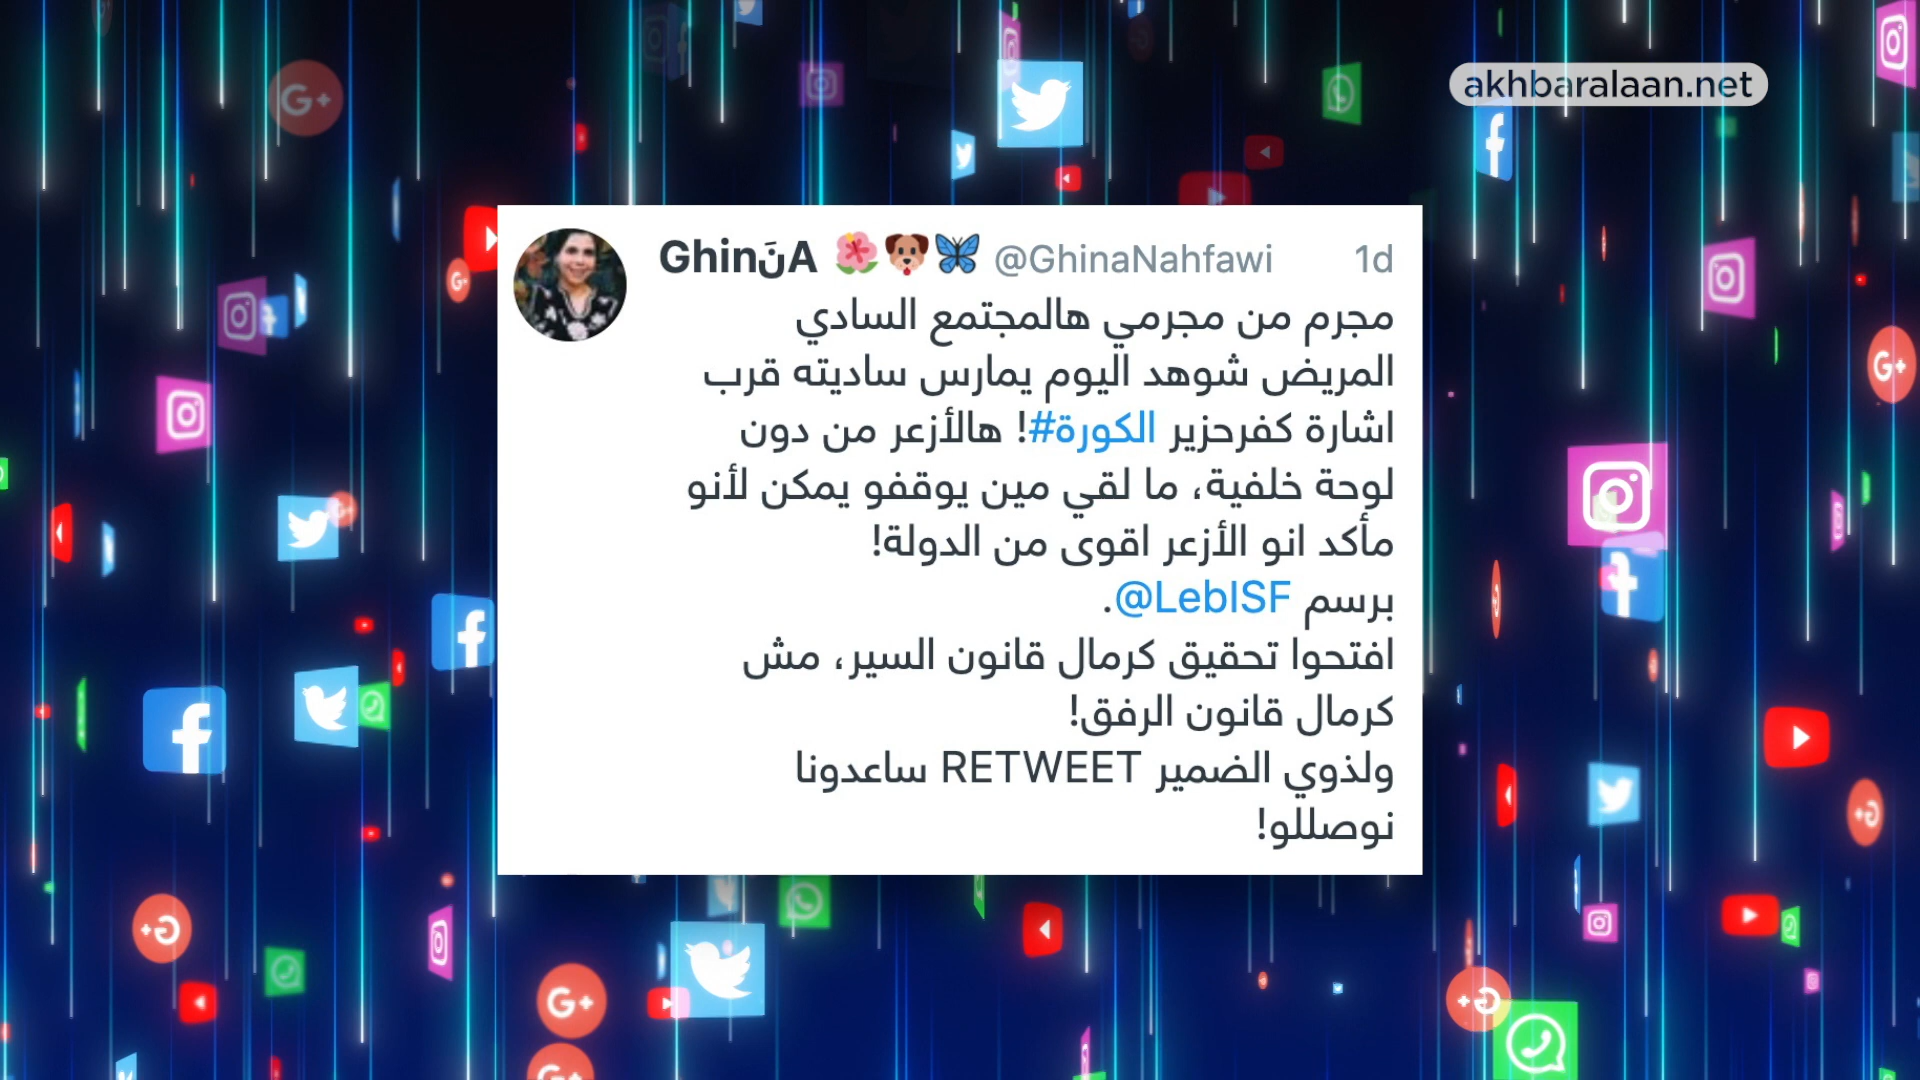 akhbaralaan.net
GhinنَA 🌺🐶🦋 @GhinaNahfawi 1d
مجرم من مجرمي هالمجتمع السادي
المريض شوهد اليوم يمارس ساديته قرب
اشارة كفرحزير #الكورة! هالأزعر من دون
لوحة خلفية، ما لقي مين يوقفو يمكن لأنو
مأكد انو الأزعر اقوى من الدولة!
برسم @LebISF.
افتحوا تحقيق كرمال قانون السير، مش
كرمال قانون الرفق!
ولذوي الضمير RETWEET ساعدونا
نوصللو!